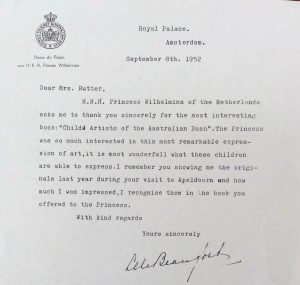 Royal Palace.
Amsterdam.
Dame du Palais
van H. K. H. Prinses Wilhelmina
September 8th. 1952
Dear Mrs. Rutter,
H.R.H. Princess Wilhelmina of the Netherlands
asks me to thank you sincerely for the most interesting
book:"Child Artists of the Australian Bush".The Princess
was so much interested in this most remarkable expres-
sion of art,it is most wonderfull what these children
are able to express.I remember you showing me the origi-
nals last year during your visit to Apeldoorn and how
much I was impressed,I recognise them in the book you
offered to the Princess.
With kind regards
Yours sincerely